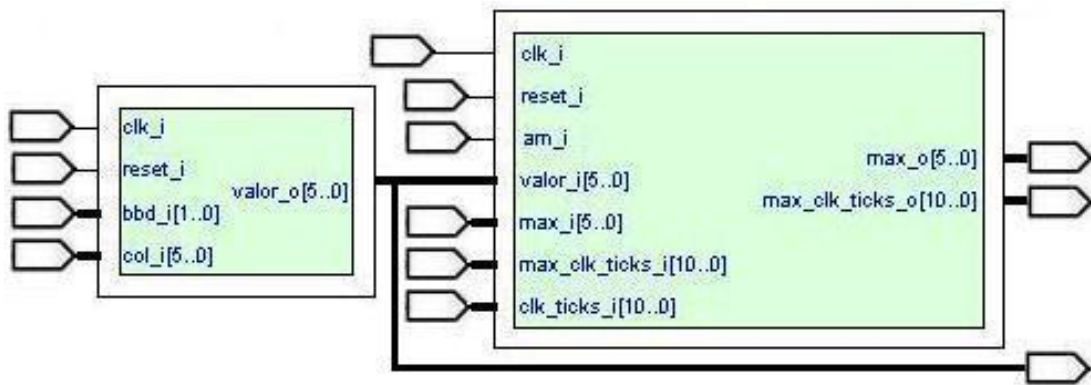 clk_i
reset_i
bbd_i[1..0]
col_i[5..0]
valor_o[5..0]
clk_i
reset_i
am_i
valor_i[5..0]
max_i[5..0]
max_clk_ticks_i[10..0]
clk_ticks_i[10..0]
max_o[5..0]
max_clk_ticks_o[10..0]